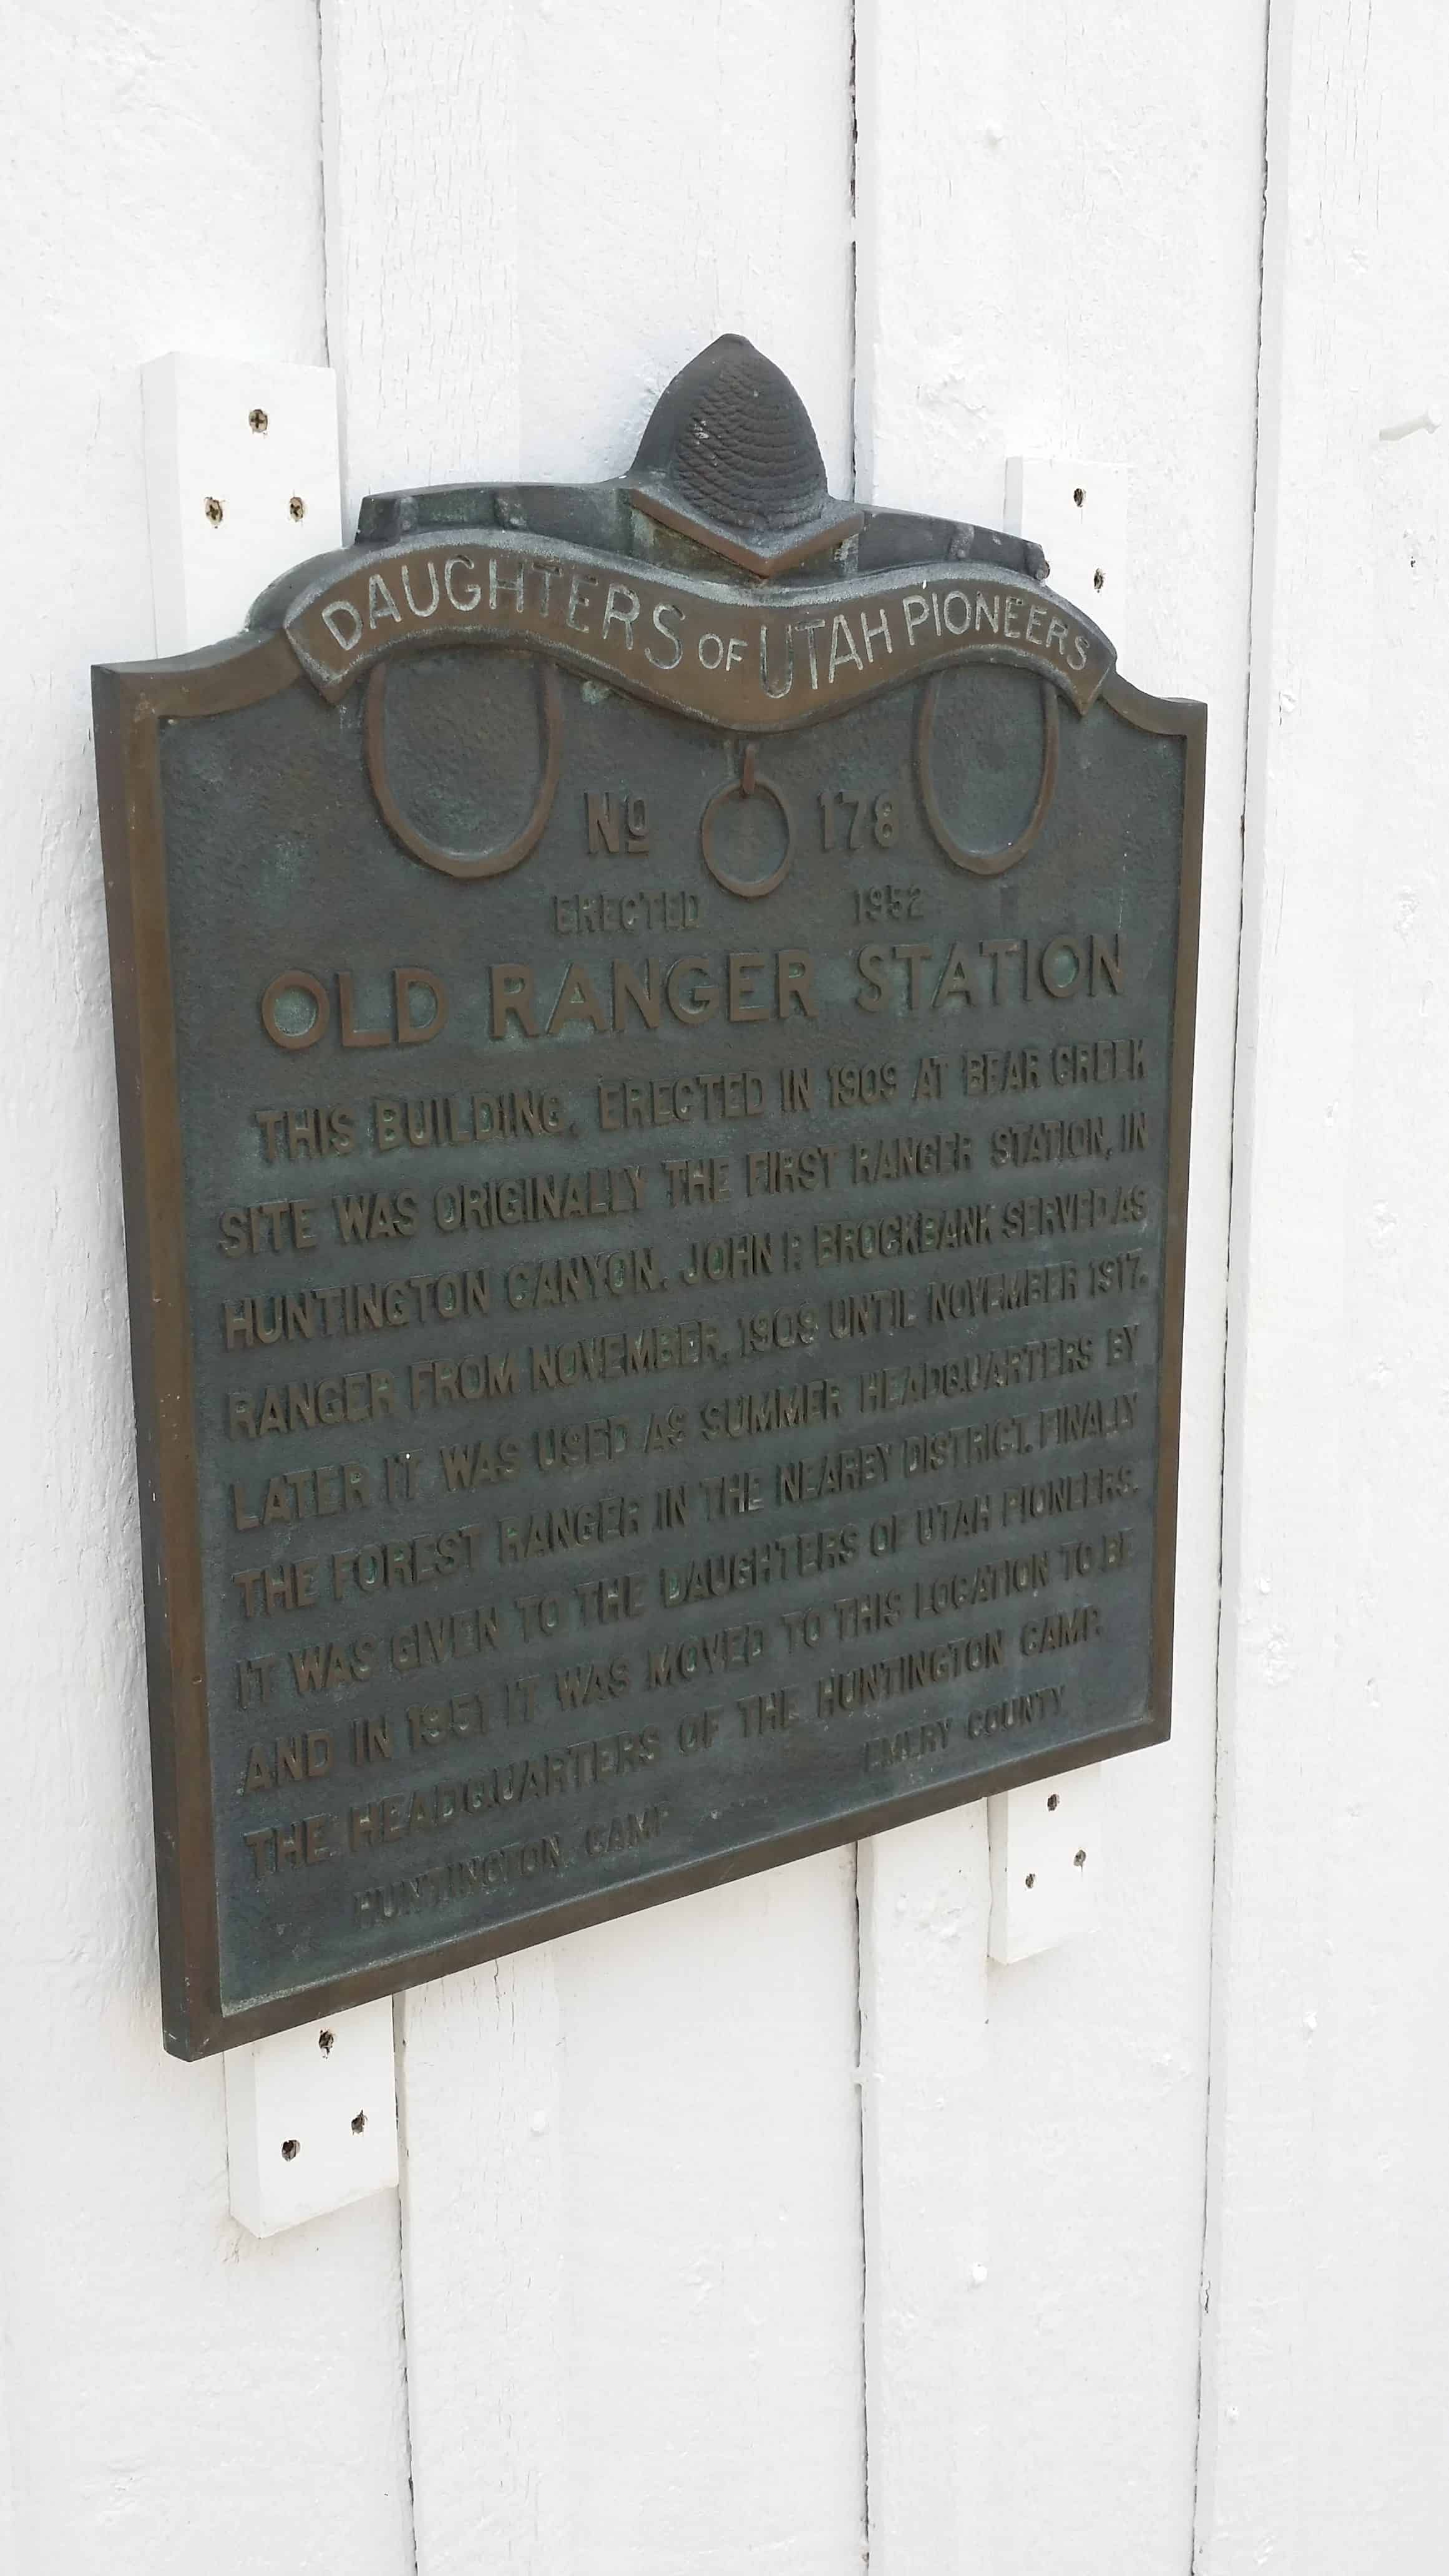 DAUGHTERS OF UTAH PIONEERS
No 178
ERECTED 1952
OLD RANGER STATION
THIS BUILDING, ERECTED IN 1909 AT BEAR CREEK
SITE WAS ORIGINALLY THE FIRST RANGER STATION, IN
HUNTINGTON CANYON. JOHN P. BROCKBANK SERVED AS
RANGER FROM NOVEMBER, 1909 UNTIL NOVEMBER 1917.
LATER IT WAS USED AS SUMMER HEADQUARTERS BY
THE FOREST RANGER IN THE NEARBY DISTRICT. FINALLY
IT WAS GIVEN TO THE DAUGHTERS OF UTAH PIONEERS.
AND IN 1951 IT WAS MOVED TO THIS LOCATION TO BE
THE HEADQUARTERS OF THE HUNTINGTON CAMP.
HUNTINGTON CAMP EMERY COUNTY